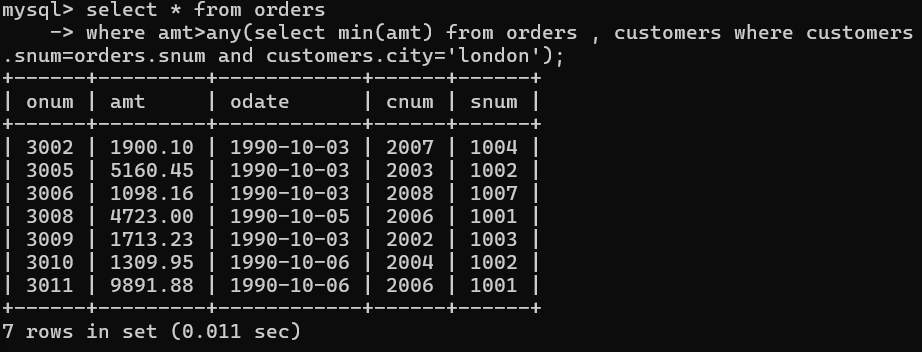 mysql> select * from orders
    -> where amt>any(select min(amt) from orders , customers where customers
.snum=orders.snum and customers.city='london');
+------+---------+------------+------+------+
| onum | amt     | odate      | cnum | snum |
+------+---------+------------+------+------+
| 3002 | 1900.10 | 1990-10-03 | 2007 | 1004 |
| 3005 | 5160.45 | 1990-10-03 | 2003 | 1002 |
| 3006 | 1098.16 | 1990-10-03 | 2008 | 1007 |
| 3008 | 4723.00 | 1990-10-05 | 2006 | 1001 |
| 3009 | 1713.23 | 1990-10-03 | 2002 | 1003 |
| 3010 | 1309.95 | 1990-10-06 | 2004 | 1002 |
| 3011 | 9891.88 | 1990-10-06 | 2006 | 1001 |
+------+---------+------------+------+------+
7 rows in set (0.011 sec)